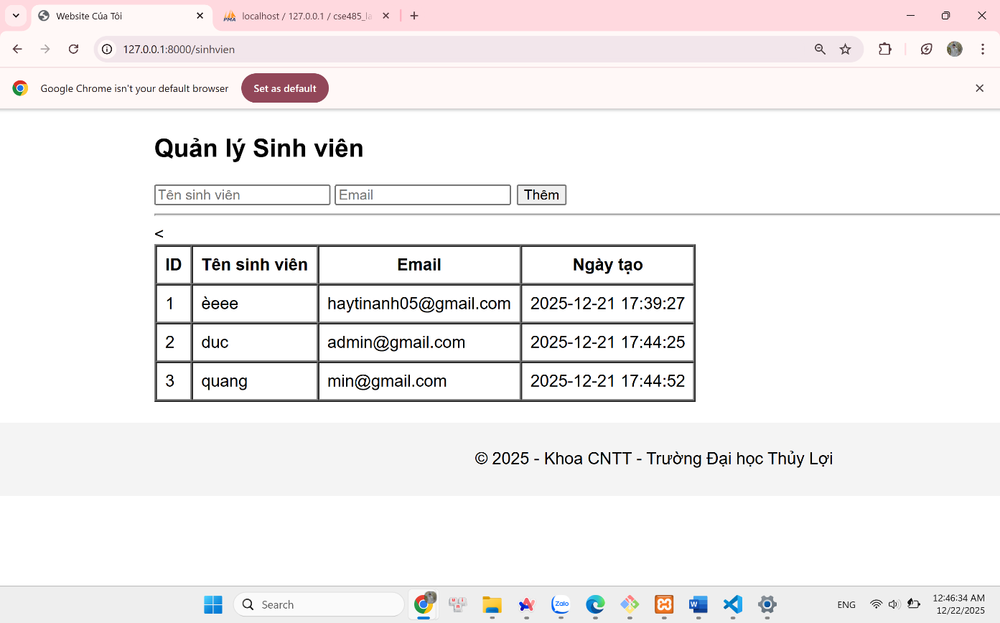 Website Của Tôi
localhost / 127.0.0.1 / cse485_la
127.0.0.1:8000/sinhvien
Google Chrome isn't your default browser
Set as default
Quản lý Sinh viên
Tên sinh viên Email Thêm
<
ID Tên sinh viên Email Ngày tạo
1 èeee haytinanh05@gmail.com 2025-12-21 17:39:27
2 duc admin@gmail.com 2025-12-21 17:44:25
3 quang min@gmail.com 2025-12-21 17:44:52
© 2025 - Khoa CNTT - Trường Đại học Thủy Lợi
Search
Zalo
ENG
12:46:34 AM
12/22/2025